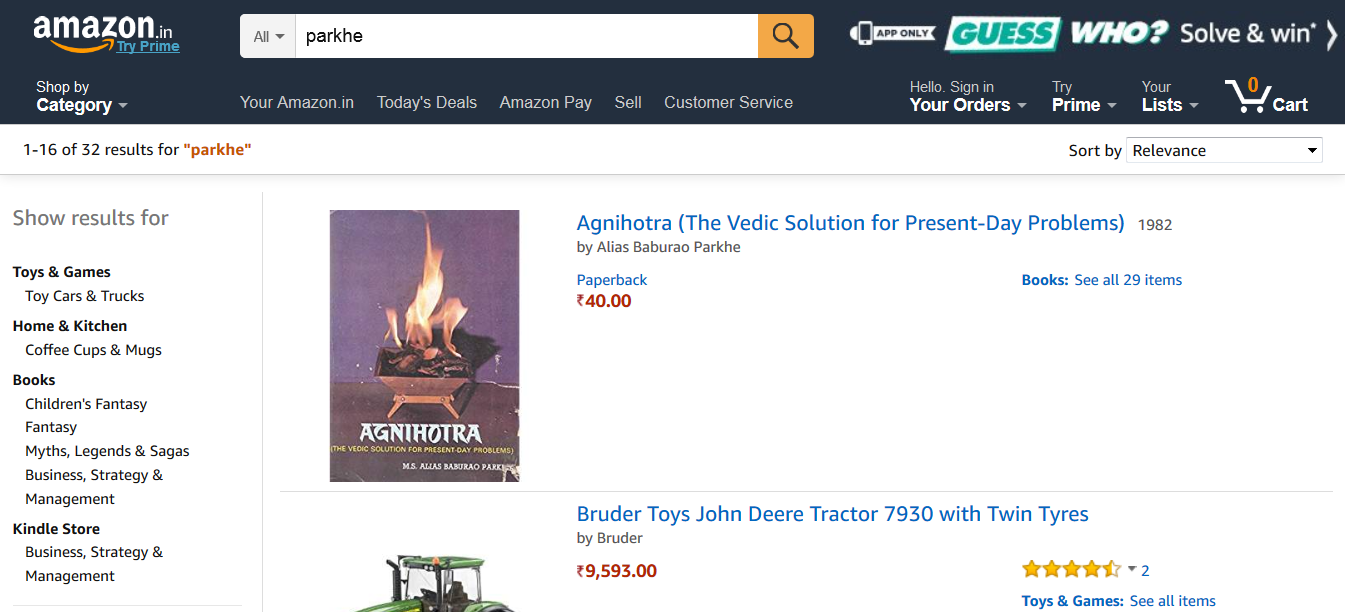 amazon.in
Try Prime
All
parkhe
APP ONLY
GUESS WHO? Solve & win*
Shop by
Category
Your Amazon.in Today's Deals Amazon Pay Sell Customer Service
Hello. Sign in
Your Orders
Try
Prime
Your
Lists
0
Cart
1-16 of 32 results for "parkhe"
Sort by Relevance
Show results for
Toys & Games
Toy Cars & Trucks
Home & Kitchen
Coffee Cups & Mugs
Books
Children's Fantasy
Fantasy
Myths, Legends & Sagas
Business, Strategy &
Management
Kindle Store
Business, Strategy &
Management
AGNIHOTRA
(THE VEDIC SOLUTION FOR PRESENT-DAY PROBLEMS)
M.S. ALIAS BABURAO PARKHE
Agnihotra (The Vedic Solution for Present-Day Problems) 1982
by Alias Baburao Parkhe
Paperback
₹40.00
Books: See all 29 items
Bruder Toys John Deere Tractor 7930 with Twin Tyres
by Bruder
₹9,593.00
2
Toys & Games: See all items